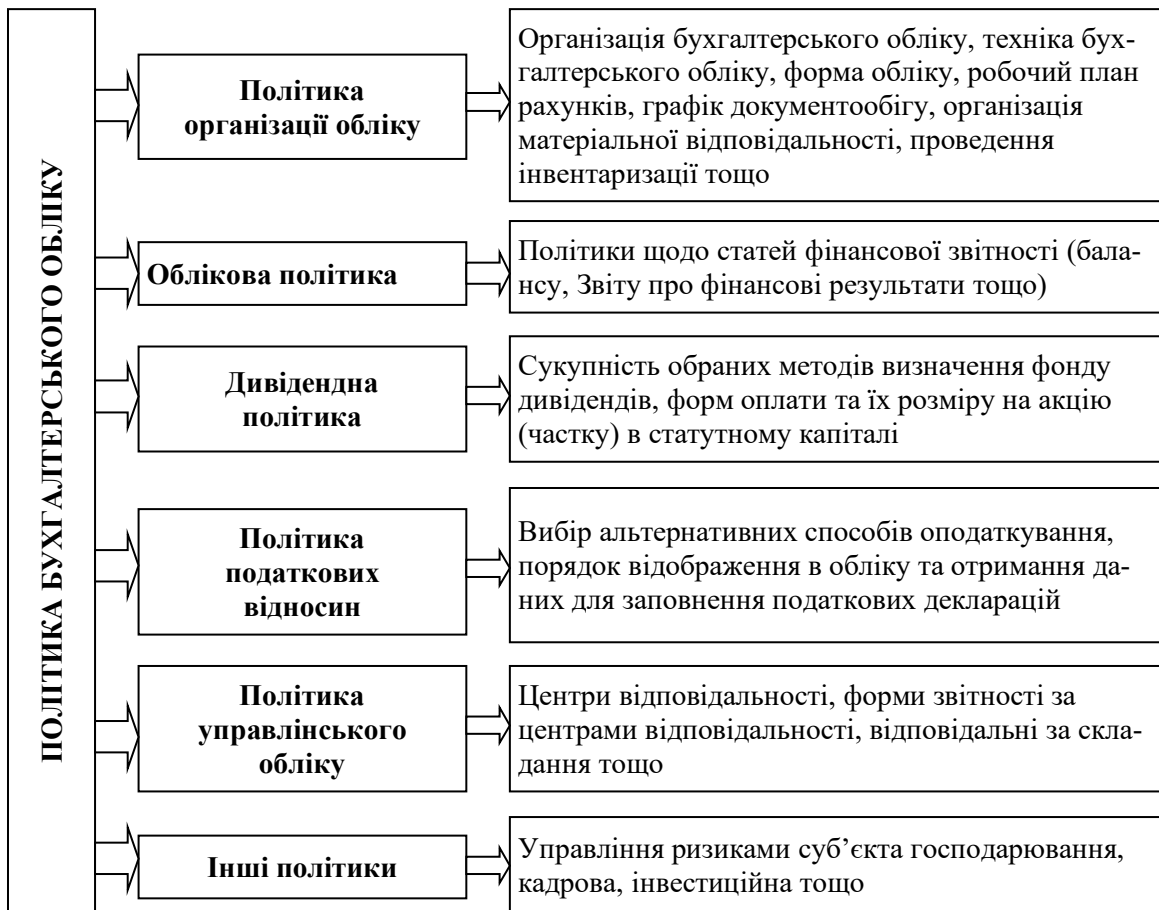 ПОЛІТИКА БУХГАЛТЕРСЬКОГО ОБЛІКУ
Політика
організації обліку
Організація бухгалтерського обліку, техніка бух-
галтерського обліку, форма обліку, робочий план
рахунків, графік документообігу, організація
матеріальної відповідальності, проведення
інвентаризації тощо
Облікова політика
Політики щодо статей фінансової звітності (бала-
нсу, Звіту про фінансові результати тощо)
Дивідендна
політика
Сукупність обраних методів визначення фонду
дивідендів, форм оплати та їх розміру на акцію
(частку) в статутному капіталі
Політика
податкових
відносин
Вибір альтернативних способів оподаткування,
порядок відображення в обліку та отримання да-
них для заповнення податкових декларацій
Політика
управлінського
обліку
Центри відповідальності, форми звітності за
центрами відповідальності, відповідальні за скла-
дання тощо
Інші політики
Управління ризиками суб’єкта господарювання,
кадрова, інвестиційна тощо